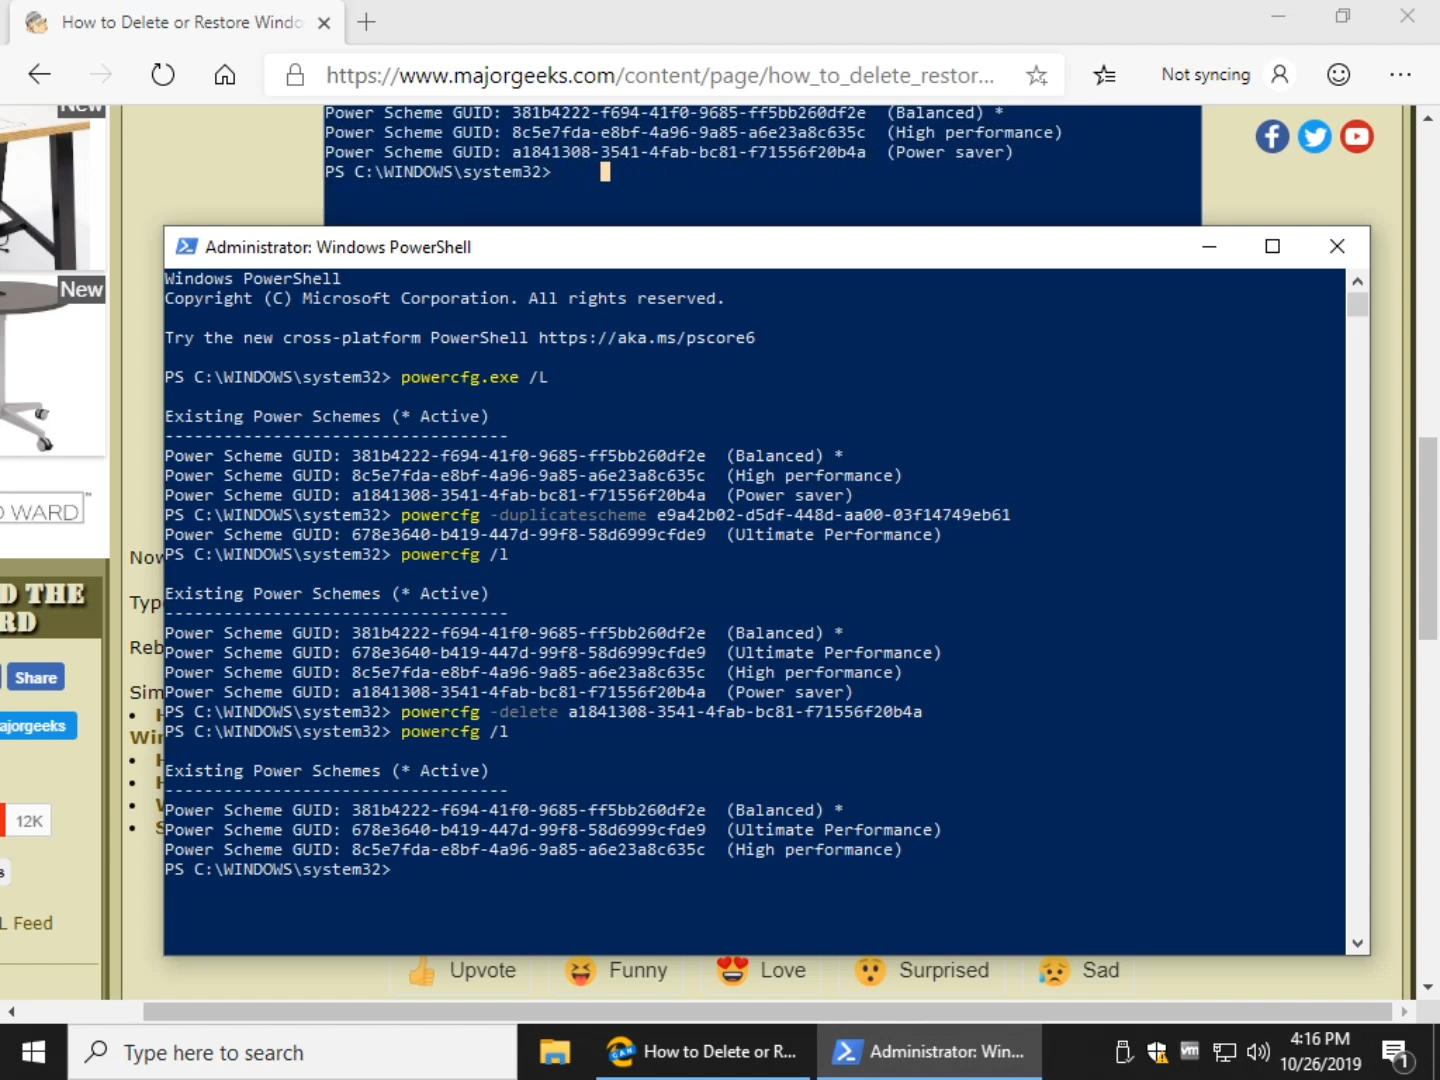 How to Delete or Restore Windo
https://www.majorgeeks.com/content/page/how_to_delete_restor...
Not syncing
New
Power Scheme GUID: 381b4222-f694-41f0-9685-ff5bb260df2e (Balanced) *
Power Scheme GUID: 8c5e7fda-e8bf-4a96-9a85-a6e23a8c635c (High performance)
Power Scheme GUID: a1841308-3541-4fab-bc81-f71556f20b4a (Power saver)
PS C:\WINDOWS\system32>
Administrator: Windows PowerShell
Windows PowerShell
Copyright (C) Microsoft Corporation. All rights reserved.
Try the new cross-platform PowerShell https://aka.ms/pscore6
PS C:\WINDOWS\system32> powercfg.exe /L
Existing Power Schemes (* Active)
-----------------------------------
Power Scheme GUID: 381b4222-f694-41f0-9685-ff5bb260df2e (Balanced) *
Power Scheme GUID: 8c5e7fda-e8bf-4a96-9a85-a6e23a8c635c (High performance)
Power Scheme GUID: a1841308-3541-4fab-bc81-f71556f20b4a (Power saver)
PS C:\WINDOWS\system32> powercfg -duplicatescheme e9a42b02-d5df-448d-aa00-03f14749eb61
Power Scheme GUID: 678e3640-b419-447d-99f8-58d6999cfde9 (Ultimate Performance)
PS C:\WINDOWS\system32> powercfg /l
Existing Power Schemes (* Active)
-----------------------------------
Power Scheme GUID: 381b4222-f694-41f0-9685-ff5bb260df2e (Balanced) *
Power Scheme GUID: 678e3640-b419-447d-99f8-58d6999cfde9 (Ultimate Performance)
Power Scheme GUID: 8c5e7fda-e8bf-4a96-9a85-a6e23a8c635c (High performance)
Power Scheme GUID: a1841308-3541-4fab-bc81-f71556f20b4a (Power saver)
PS C:\WINDOWS\system32> powercfg -delete a1841308-3541-4fab-bc81-f71556f20b4a
PS C:\WINDOWS\system32> powercfg /l
Existing Power Schemes (* Active)
-----------------------------------
Power Scheme GUID: 381b4222-f694-41f0-9685-ff5bb260df2e (Balanced) *
Power Scheme GUID: 678e3640-b419-447d-99f8-58d6999cfde9 (Ultimate Performance)
Power Scheme GUID: 8c5e7fda-e8bf-4a96-9a85-a6e23a8c635c (High performance)
PS C:\WINDOWS\system32>
New
D WARD™
D THE
RD
Share
ajorgeeks
12K
s
L Feed
Now
Typ
Reb
Sim
Wir
Upvote
Funny
Love
Surprised
Sad
Type here to search
How to Delete or R...
Administrator: Win...
vm
4:16 PM
10/26/2019
1